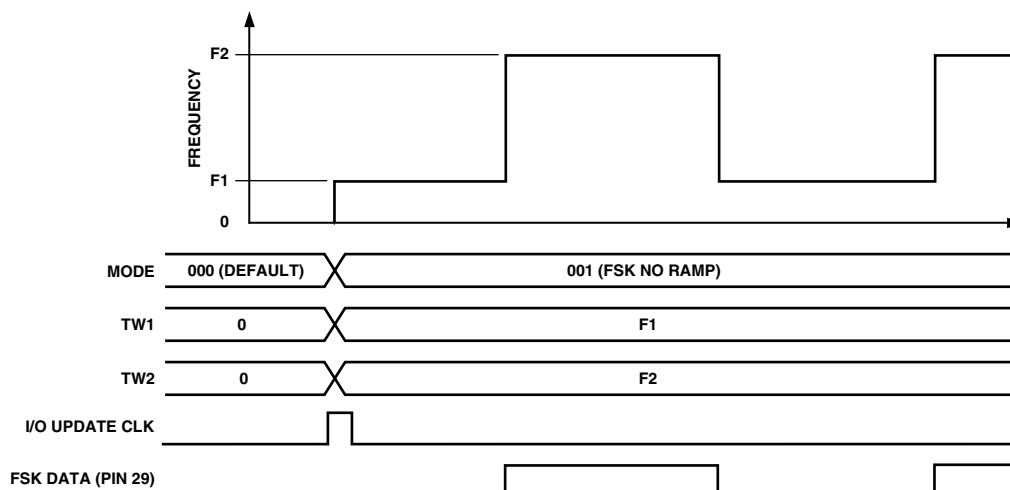 F2
FREQUENCY
F1
0
MODE
000 (DEFAULT)
001 (FSK NO RAMP)
TW1
0
F1
TW2
0
F2
I/O UPDATE CLK
FSK DATA (PIN 29)